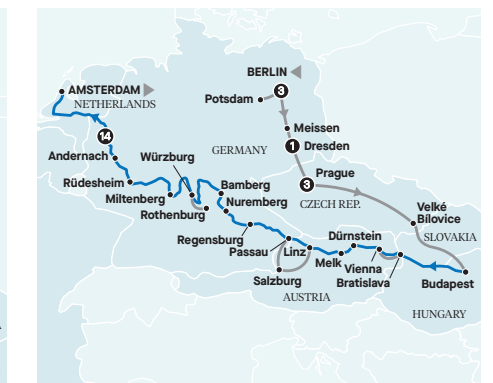 BERLIN
AMSTERDAM
3
NETHERLANDS
Potsdam
Meissen
14
1
Dresden
GERMANY
Andernach
Würzburg
Prague
3
Rüdesheim
Bamberg
Miltenberg
CZECH REP.
Nuremberg
Rothenburg
Velké
Bílovice
Regensburg
Dürnstein
SLOVAKIA
Passau
Linz
Melk
Vienna
Bratislava
Salzburg
Budapest
AUSTRIA
HUNGARY